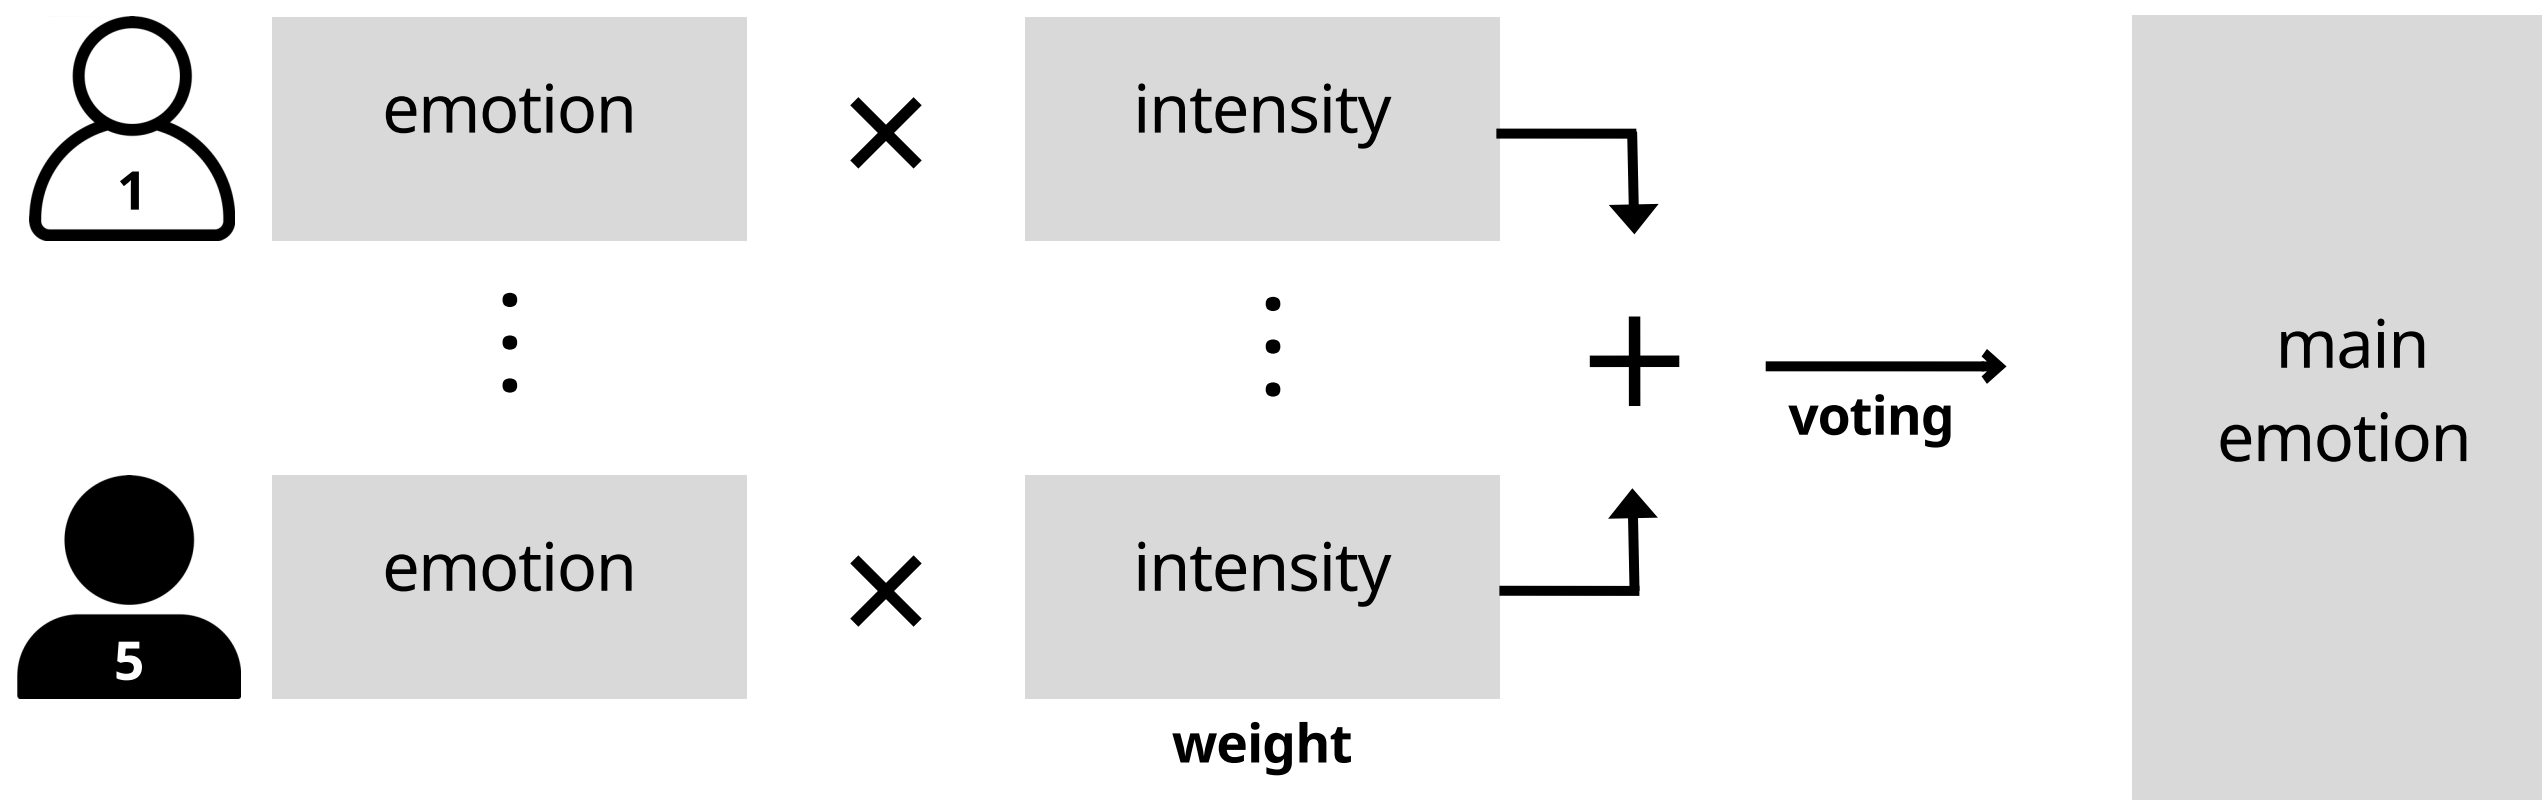 1
emotion
×
intensity
+
voting
main
emotion
5
emotion
×
intensity
weight